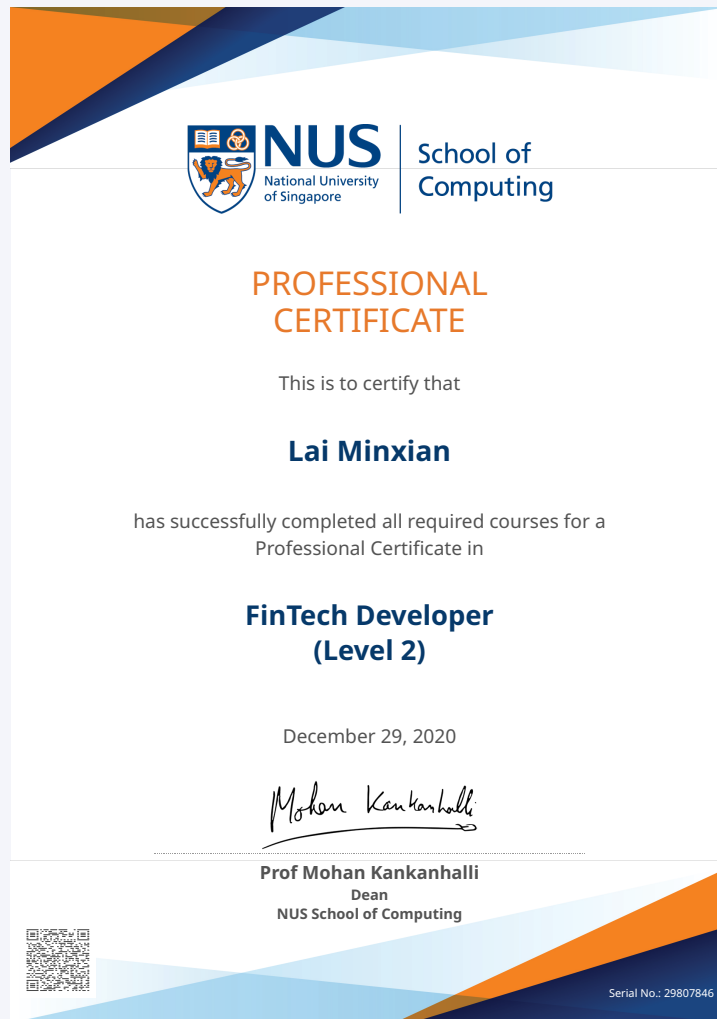 NUS
National University
of Singapore
School of
Computing
PROFESSIONAL
CERTIFICATE
This is to certify that
Lai Minxian
has successfully completed all required courses for a
Professional Certificate in
FinTech Developer
(Level 2)
December 29, 2020
Mohan Kankanhalli
Prof Mohan Kankanhalli
Dean
NUS School of Computing
Serial No.: 29807846